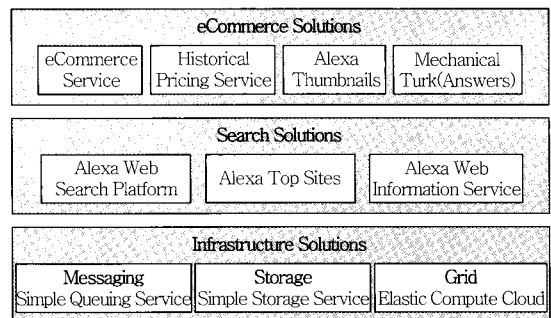 eCommerce Solutions
eCommerce Service
Historical Pricing Service
Alexa Thumbnails
Mechanical Turk(Answers)
Search Solutions
Alexa Web Search Platform
Alexa Top Sites
Alexa Web Information Service
Infrastructure Solutions
Messaging
Simple Queuing Service
Storage
Simple Storage Service
Grid
Elastic Compute Cloud